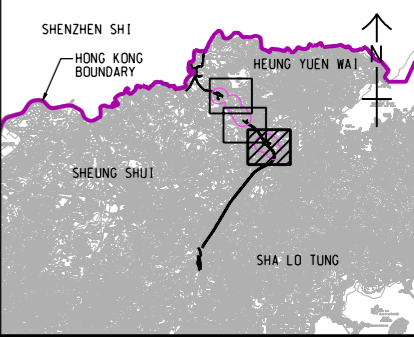 SHENZHEN SHI
HONG KONG
BOUNDARY
HEUNG YUEN WAI
N
SHEUNG SHUI
SHA LO TUNG